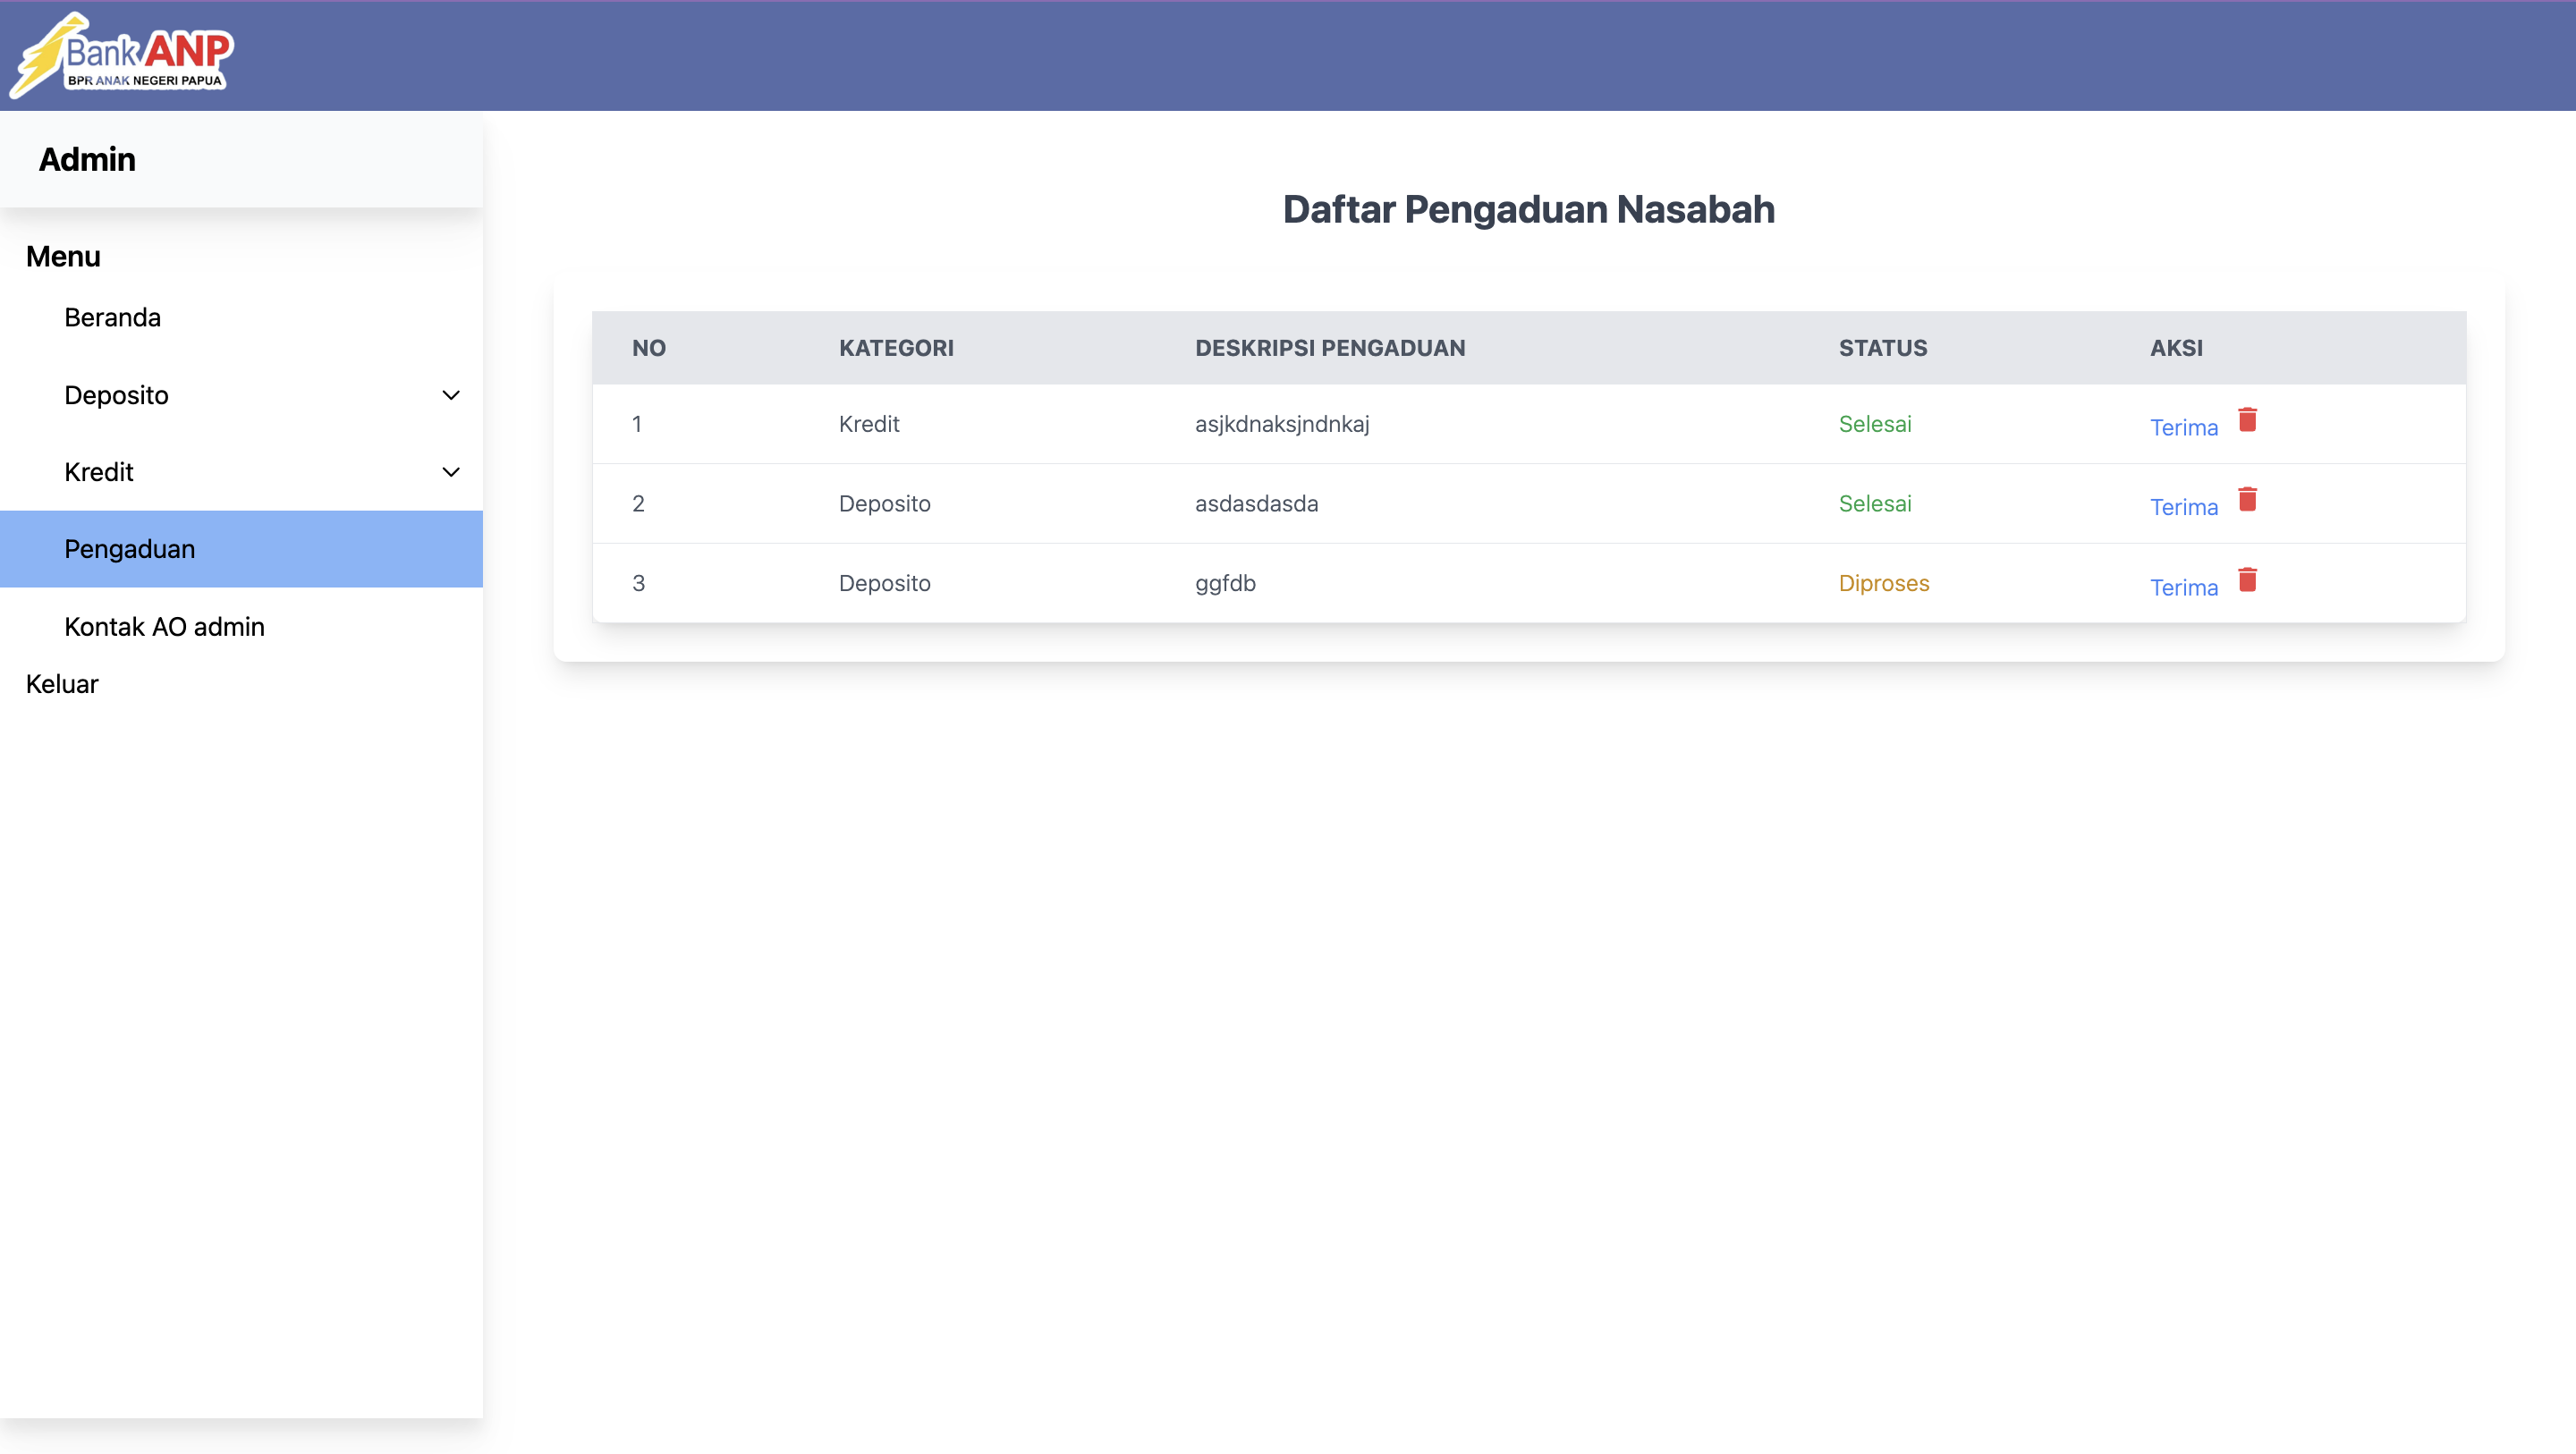 Bank ANP
BPR ANAK NEGERI PAPUA
Admin
Menu
Beranda
Deposito
Kredit
Pengaduan
Kontak AO admin
Keluar
Daftar Pengaduan Nasabah
NO KATEGORI DESKRIPSI PENGADUAN STATUS AKSI
1 Kredit asjkdnaksjndnkaj Selesai Terima
2 Deposito asdasdasda Selesai Terima
3 Deposito ggfdb Diproses Terima